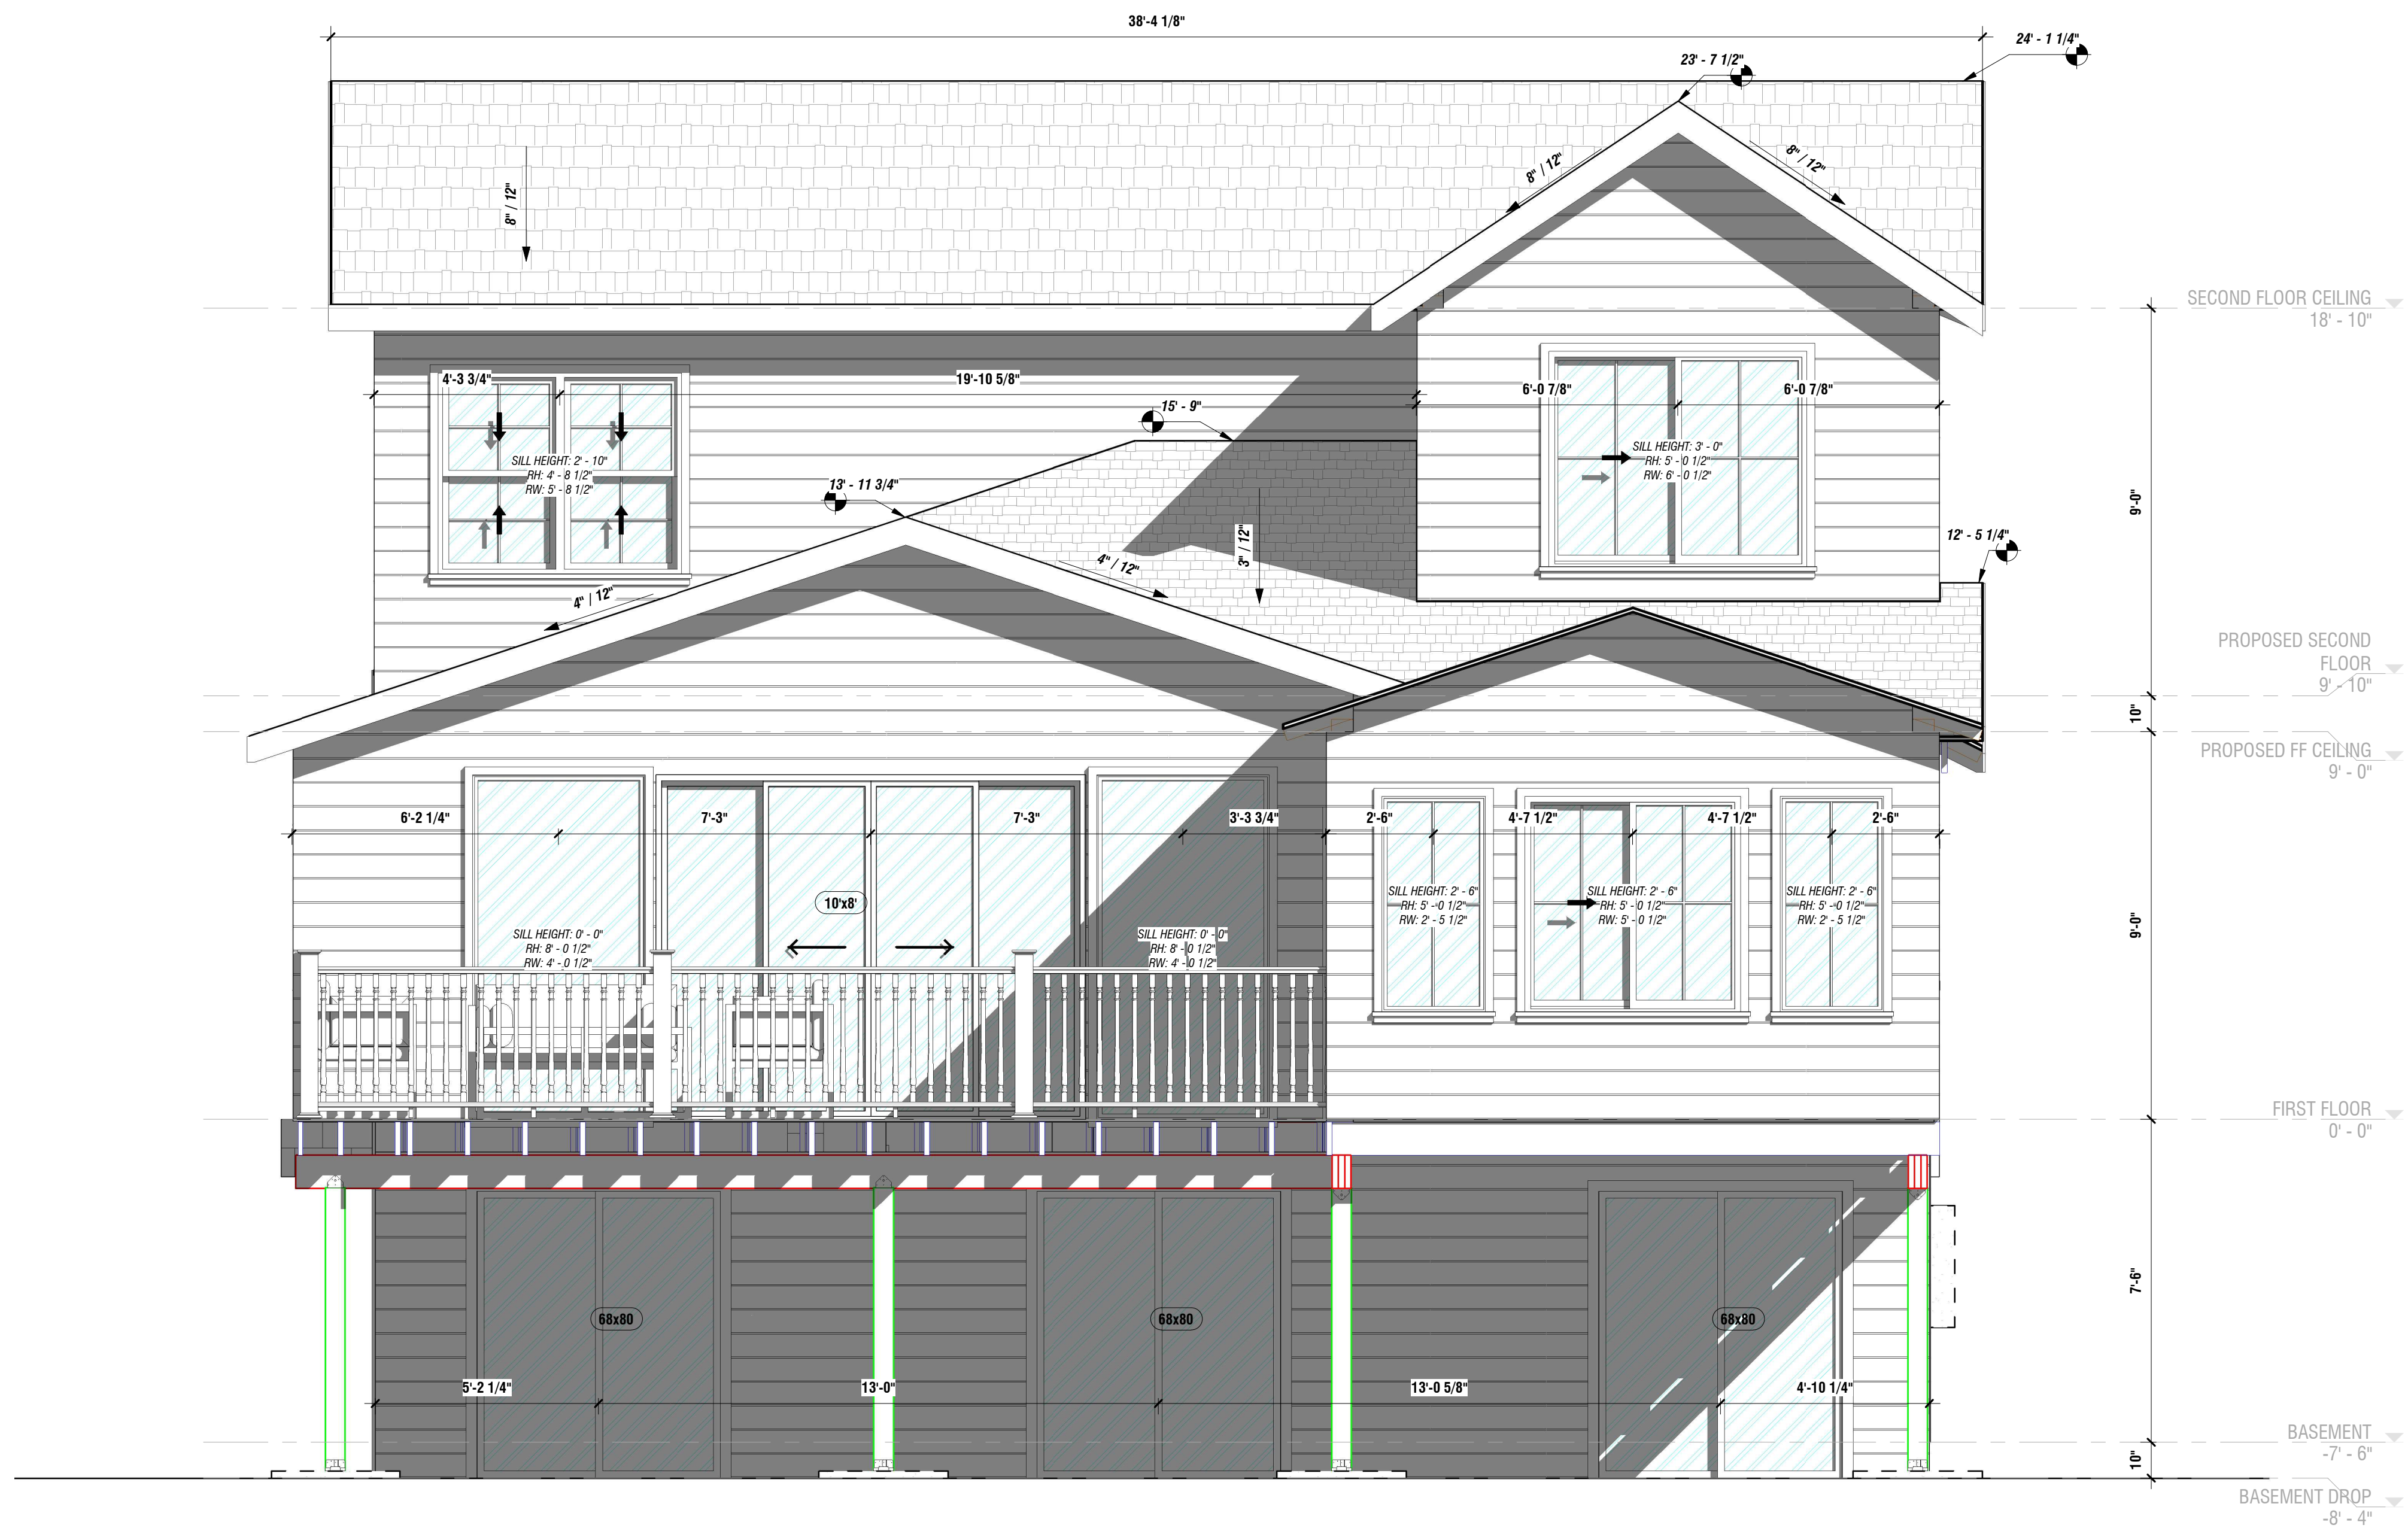 38'-4 1/8"
24' - 1 1/4"
23' - 7 1/2"
8" / 12"
8" / 12"
8" / 12"
SECOND FLOOR CEILING
18' - 10"
4'-3 3/4"
19'-10 5/8"
6'-0 7/8"
6'-0 7/8"
15' - 9"
SILL HEIGHT: 2' - 10"
RH: 4' - 8 1/2"
RW: 5' - 8 1/2"
SILL HEIGHT: 3' - 0"
RH: 5' - 0 1/2"
RW: 6' - 0 1/2"
13' - 11 3/4"
9'-0"
12' - 5 1/4"
3" / 12"
4" / 12"
4" / 12"
PROPOSED SECOND
FLOOR
9' - 10"
10"
PROPOSED FF CEILING
9' - 0"
6'-2 1/4"
7'-3"
7'-3"
3'-3 3/4"
2'-6"
4'-7 1/2"
4'-7 1/2"
2'-6"
10'x8'
SILL HEIGHT: 2' - 6"
RH: 5' - 0 1/2"
RW: 2' - 5 1/2"
SILL HEIGHT: 2' - 6"
RH: 5' - 0 1/2"
RW: 5' - 0 1/2"
SILL HEIGHT: 2' - 6"
RH: 5' - 0 1/2"
RW: 2' - 5 1/2"
9'-0"
SILL HEIGHT: 0' - 0"
RH: 8' - 0 1/2"
RW: 4' - 0 1/2"
SILL HEIGHT: 0' - 0"
RH: 8' - 0 1/2"
RW: 4' - 0 1/2"
FIRST FLOOR
0' - 0"
7'-6"
68x80
68x80
68x80
5'-2 1/4"
13'-0"
13'-0 5/8"
4'-10 1/4"
BASEMENT
-7' - 6"
10"
BASEMENT DROP
-8' - 4"